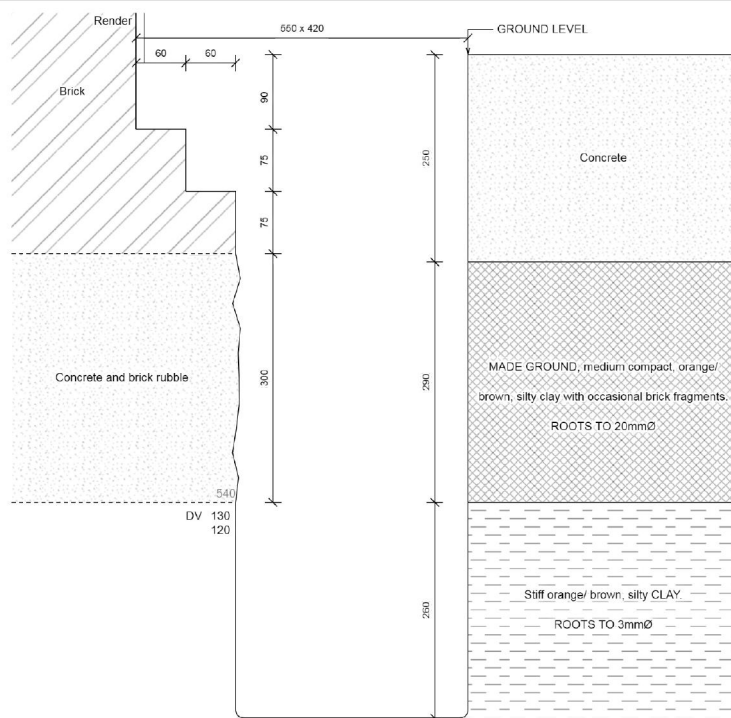 Render
550 x 420
GROUND LEVEL
60
60
Brick
90
75
75
300
250
290
260
Concrete
Concrete and brick rubble
MADE GROUND, medium compact, orange/
brown, silty clay with occasional brick fragments.
ROOTS TO 20mmØ
540
DV 130
120
Stiff orange/ brown, silty CLAY.
ROOTS TO 3mmØ